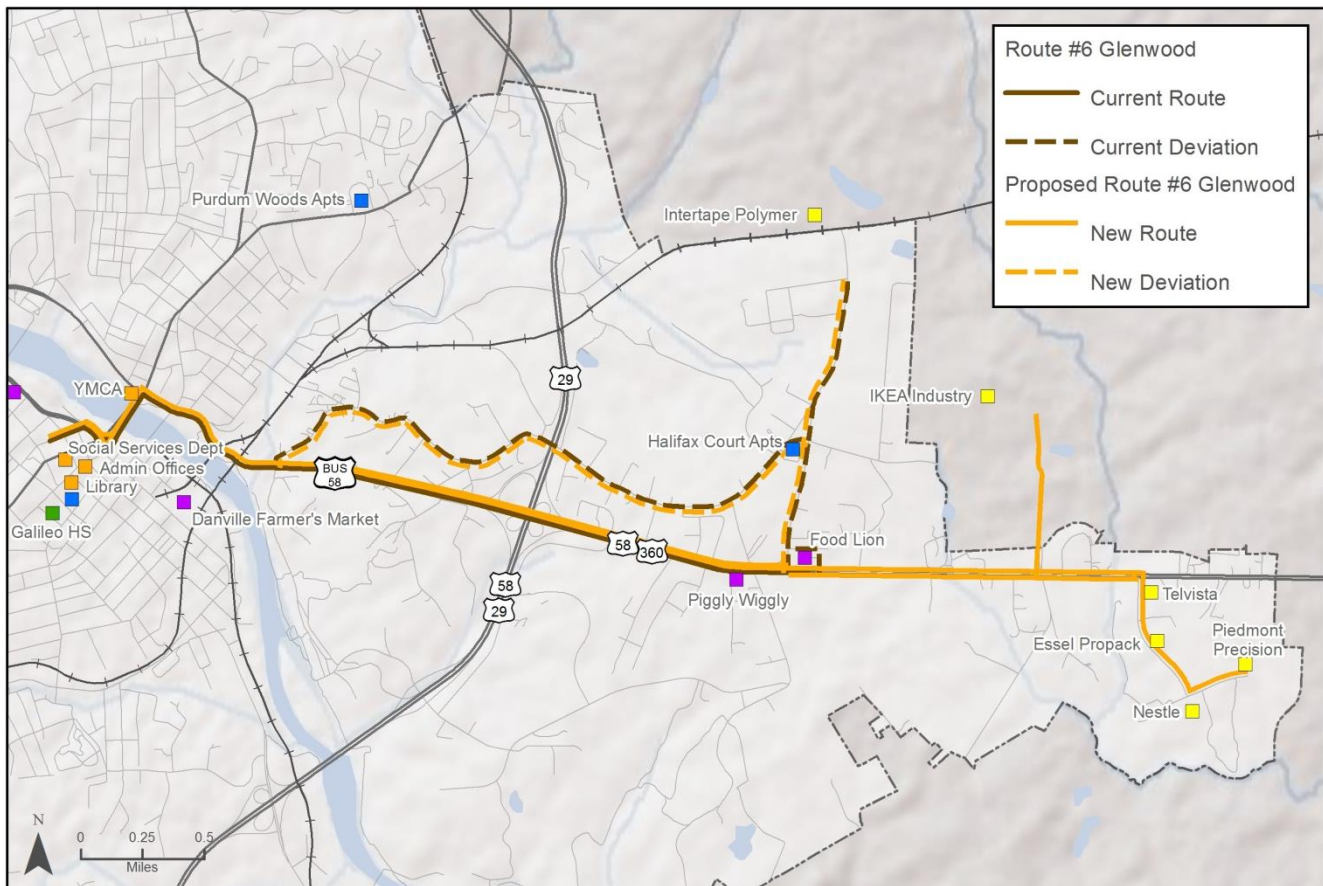 Route #6 Glenwood
Current Route
Current Deviation
Proposed Route #6 Glenwood
New Route
New Deviation
Purdum Woods Apts
Intertape Polymer
29
YMCA
IKEA Industry
Halifax Court Apts
Social Services Dept
Admin Offices
BUS
58
Library
Danville Farmer's Market
Galileo HS
58
360
Food Lion
58
29
Piggly Wiggly
Telvista
Essel Propack
Piedmont
Precision
Nestle
N
0 0.25 0.5
Miles